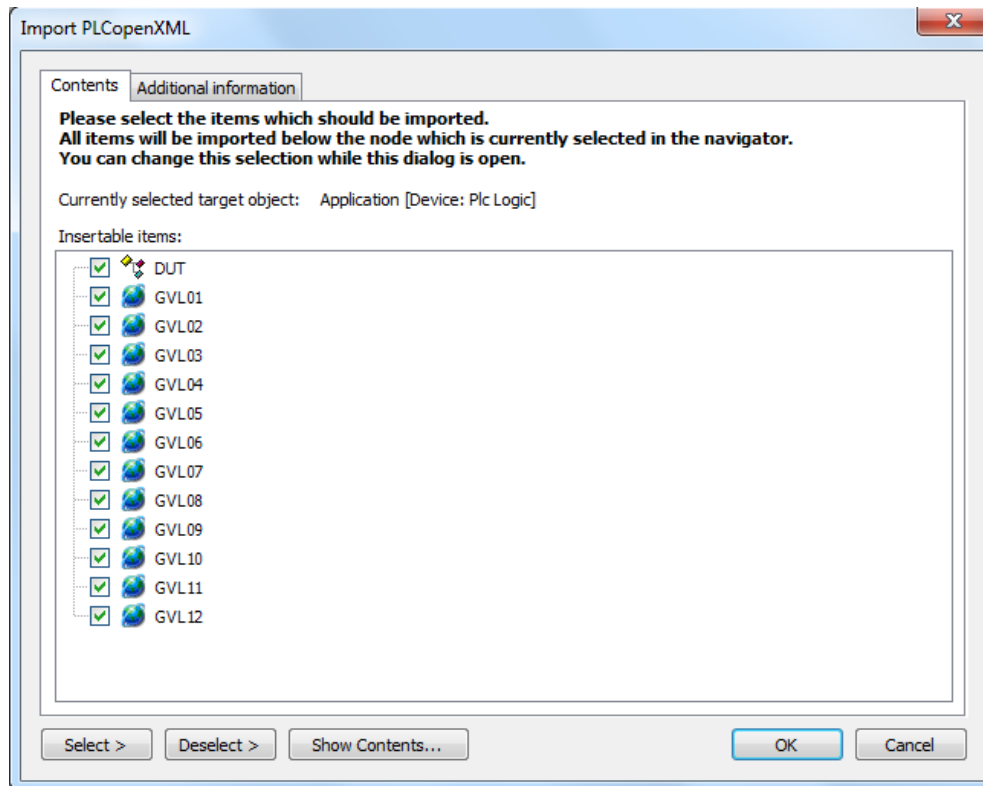 Import PLCopenXML
Contents
Additional information
Please select the items which should be imported.
All items will be imported below the node which is currently selected in the navigator.
You can change this selection while this dialog is open.
Currently selected target object: Application [Device: Plc Logic]
Insertable items:
DUT
GVL01
GVL02
GVL03
GVL04
GVL05
GVL06
GVL07
GVL08
GVL09
GVL10
GVL11
GVL12
Select >
Deselect >
Show Contents...
OK
Cancel